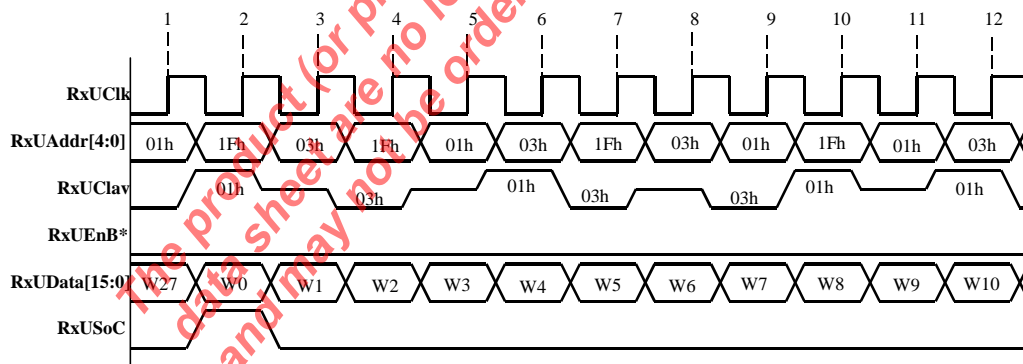 1 2 3 4 5 6 7 8 9 10 11 12
RxUClk
RxUAddr[4:0] 01h 1Fh 03h 1Fh 01h 03h 1Fh 03h 01h 1Fh 01h 03h
RxUClav 01h 03h 01h 03h 03h 01h 01h
RxUEnB*
RxUData[15:0] W27 W0 W1 W2 W3 W4 W5 W6 W7 W8 W9 W10
RxUSoC
The product (or
data sheet are no
and may not be order